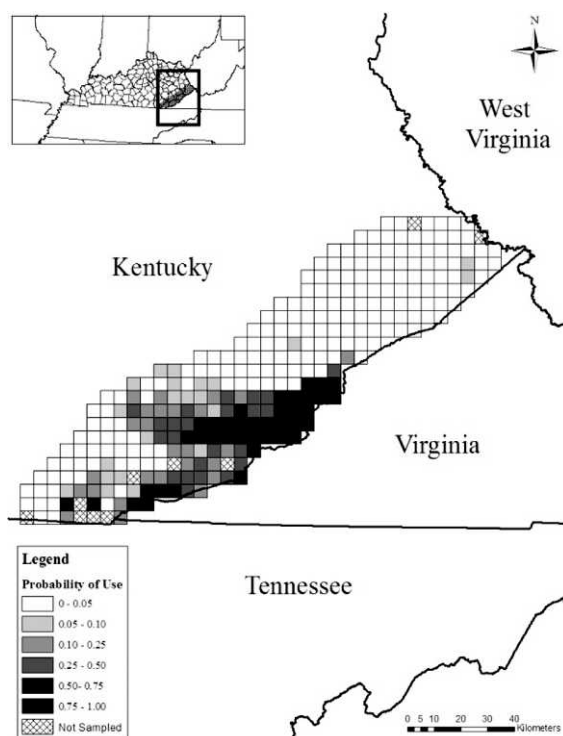 N
West
Virginia
Kentucky
Virginia
Tennessee
Legend
Probability of Use
0 - 0.05
0.05 - 0.10
0.10 - 0.25
0.25 - 0.50
0.50- 0.75
0.75 - 1.00
Not Sampled
0 5 10 20 30 40
Kilometers